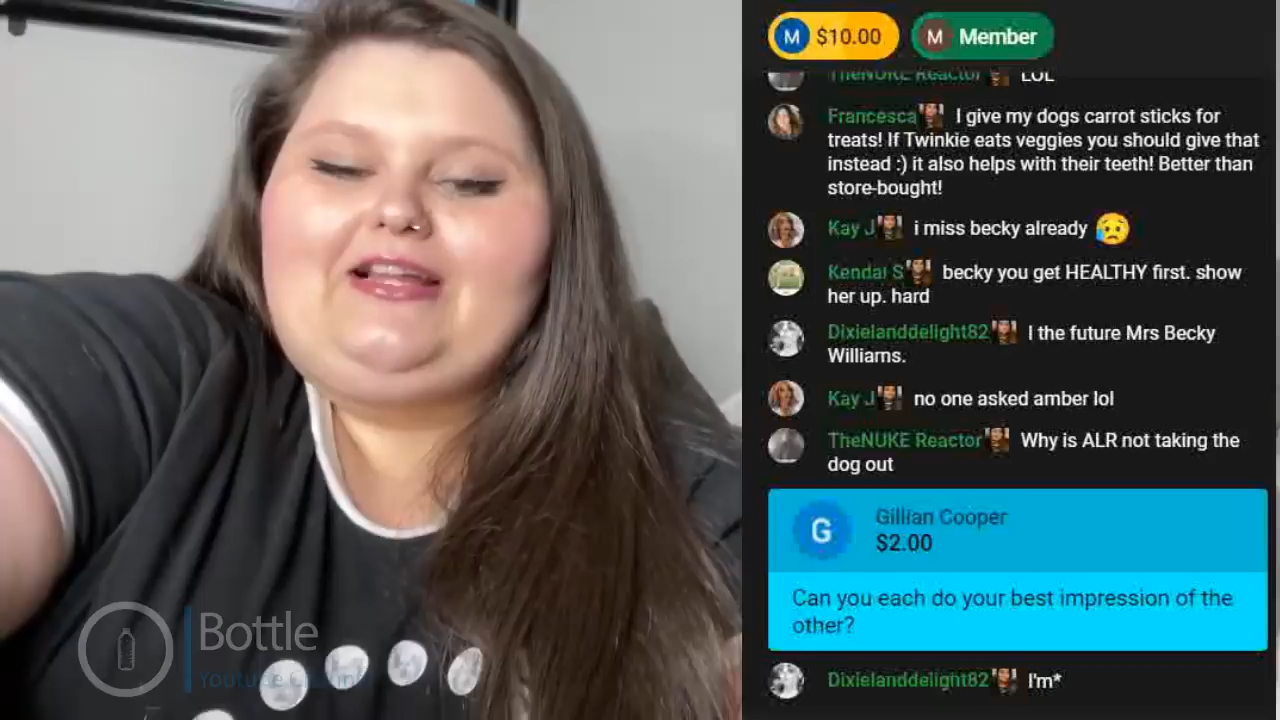 M $10.00 M Member
TheNUKE Reactor LOL
Francesca I give my dogs carrot sticks for
treats! If Twinkie eats veggies you should give that
instead :) it also helps with their teeth! Better than
store-bought!
Kay J i miss becky already
Kendal S becky you get HEALTHY first. show
her up. hard
Dixielanddelight82 I the future Mrs Becky
Williams.
Kay J no one asked amber lol
TheNUKE Reactor Why is ALR not taking the
dog out
G Gillian Cooper
$2.00
Can you each do your best impression of the
other?
Dixielanddelight82 I'm*
Bottle
Youtube Channel